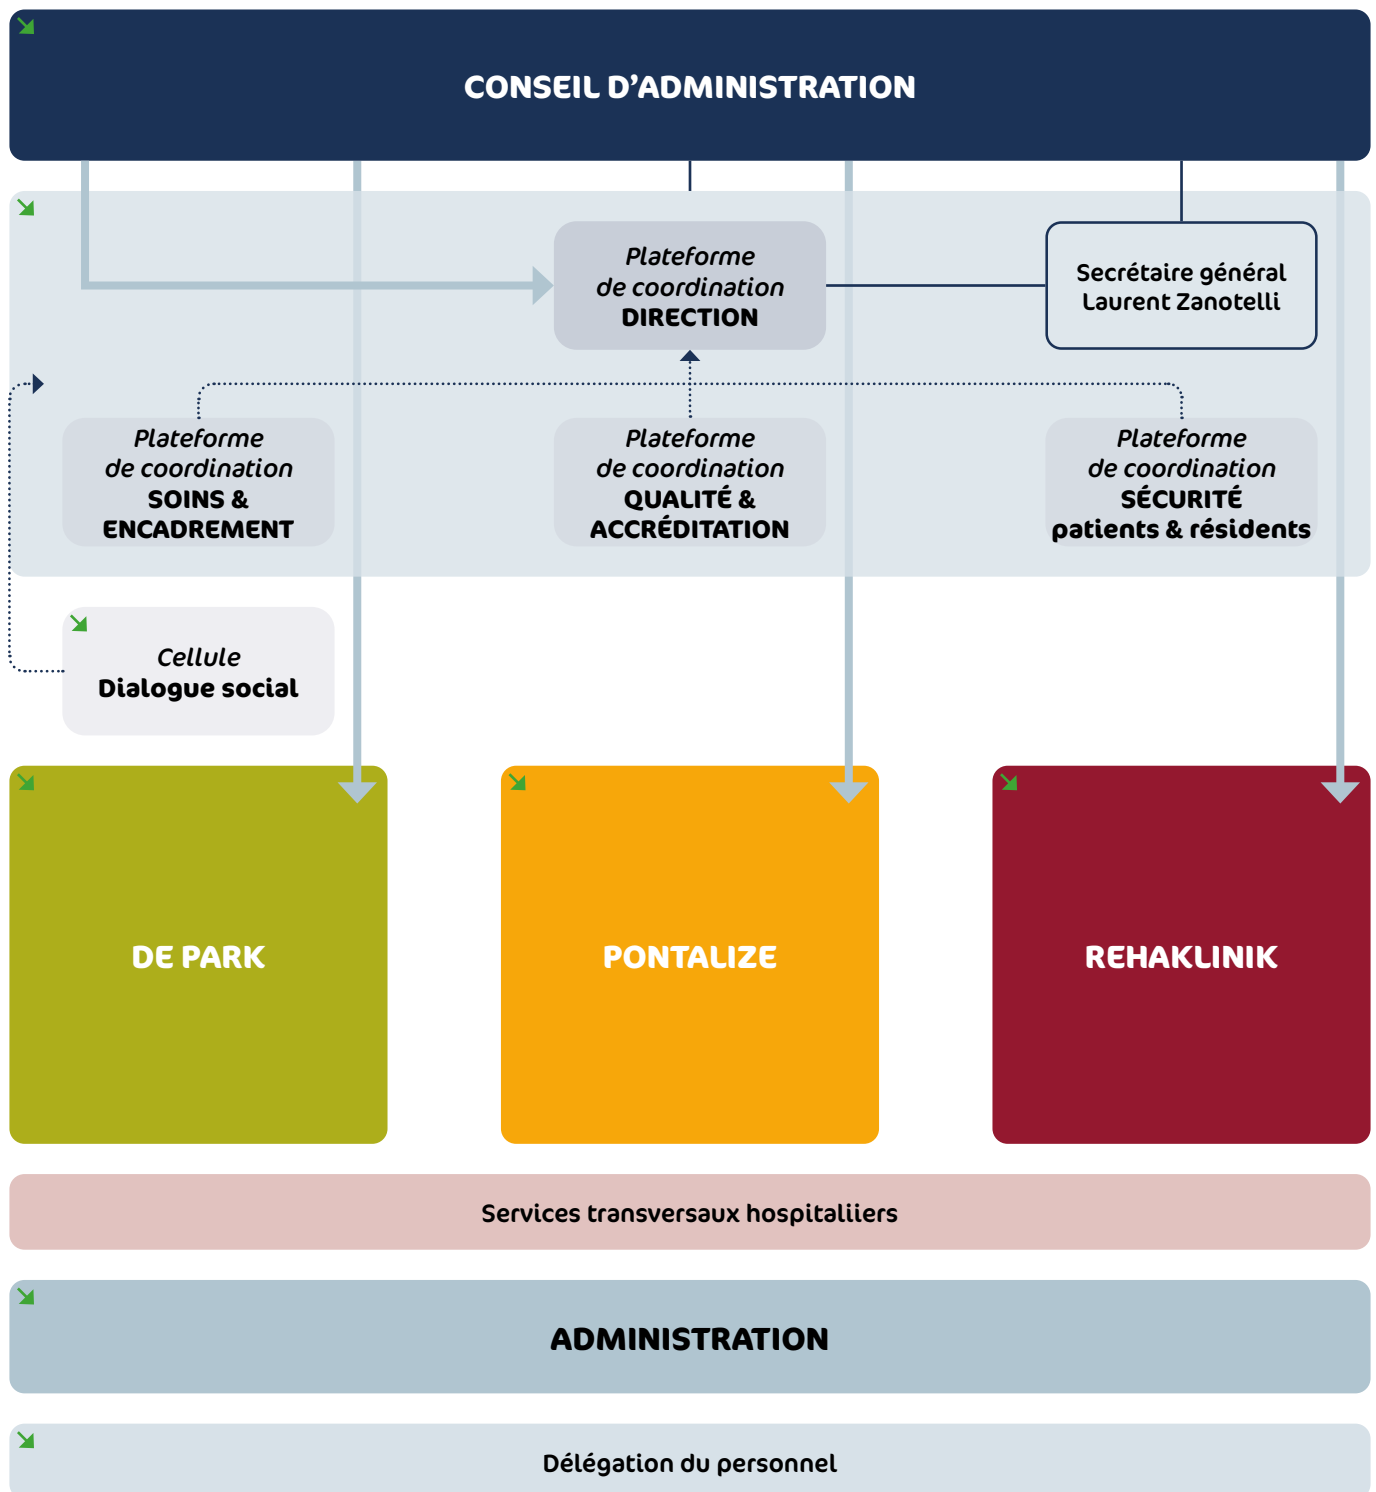 CONSEIL D’ADMINISTRATION
Plateforme
de coordination
DIRECTION
Secrétaire général
Laurent Zanotelli
Plateforme
de coordination
SOINS &
ENCADREMENT
Plateforme
de coordination
QUALITÉ &
ACCRÉDITATION
Plateforme
de coordination
SÉCURITÉ
patients & résidents
Cellule
Dialogue social
DE PARK
PONTALIZE
REHAKLINIK
Services transversaux hospitaliiers
ADMINISTRATION
Délégation du personnel